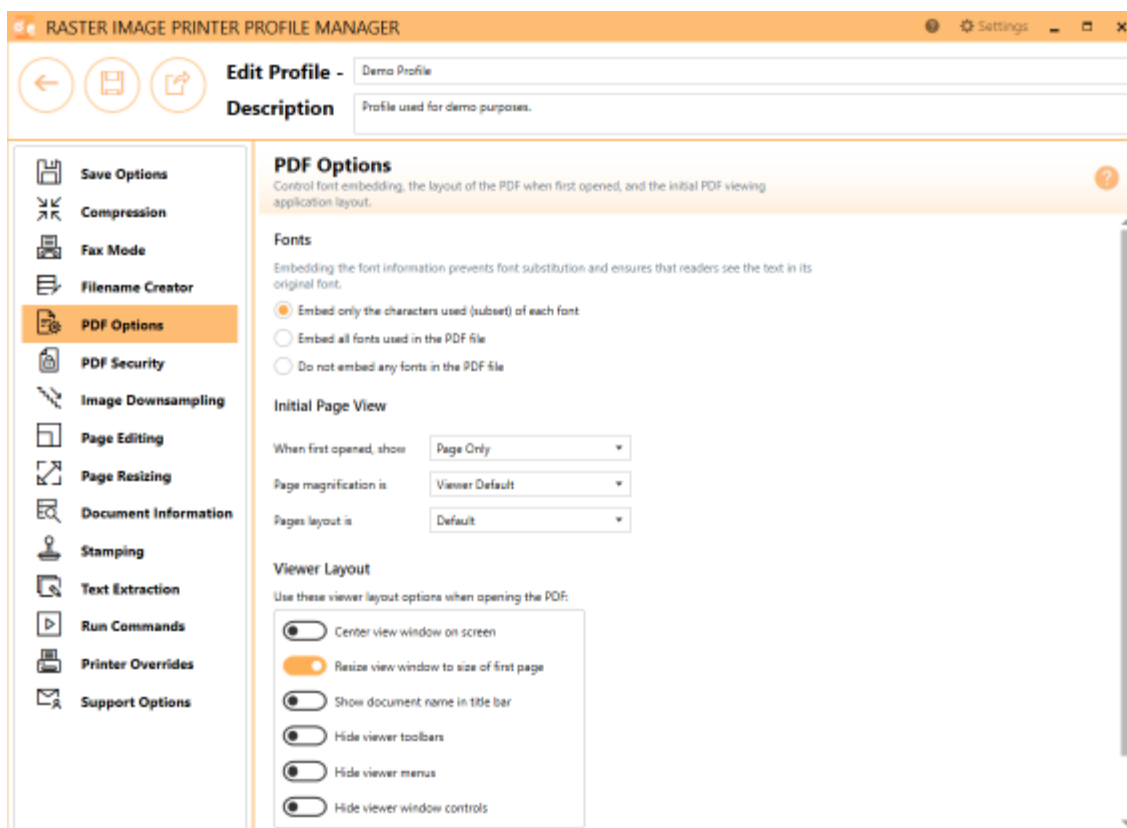 RASTER IMAGE PRINTER PROFILE MANAGER
Settings
Edit Profile -
Demo Profile
Description
Profile used for demo purposes.
Save Options
Compression
Fax Mode
Filename Creator
PDF Options
PDF Security
Image Downsampling
Page Editing
Page Resizing
Document Information
Stamping
Text Extraction
Run Commands
Printer Overrides
Support Options
PDF Options
Control font embedding, the layout of the PDF when first opened, and the initial PDF viewing
application layout.
?
Fonts
Embedding the font information prevents font substitution and ensures that readers see the text in its
original font.
Embed only the characters used (subset) of each font
Embed all fonts used in the PDF file
Do not embed any fonts in the PDF file
Initial Page View
When first opened, show
Page Only
Page magnification is
Viewer Default
Pages layout is
Default
Viewer Layout
Use these viewer layout options when opening the PDF:
Center view window on screen
Resize view window to size of first page
Show document name in title bar
Hide viewer toolbars
Hide viewer menus
Hide viewer window controls